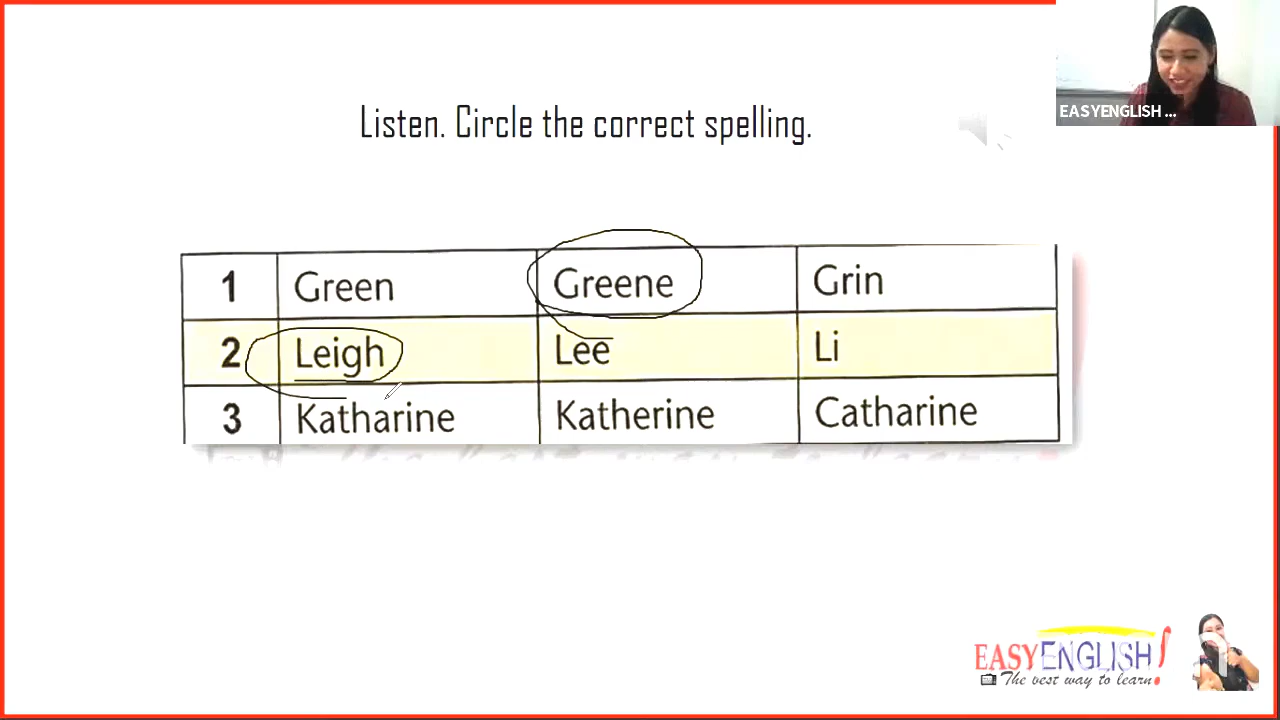 EASYENGLISH ...
Listen. Circle the correct spelling.
1 Green Greene Grin
2 Leigh Lee Li
3 Katharine Katherine Catharine
EASYENGLISH!
The best way to learn!